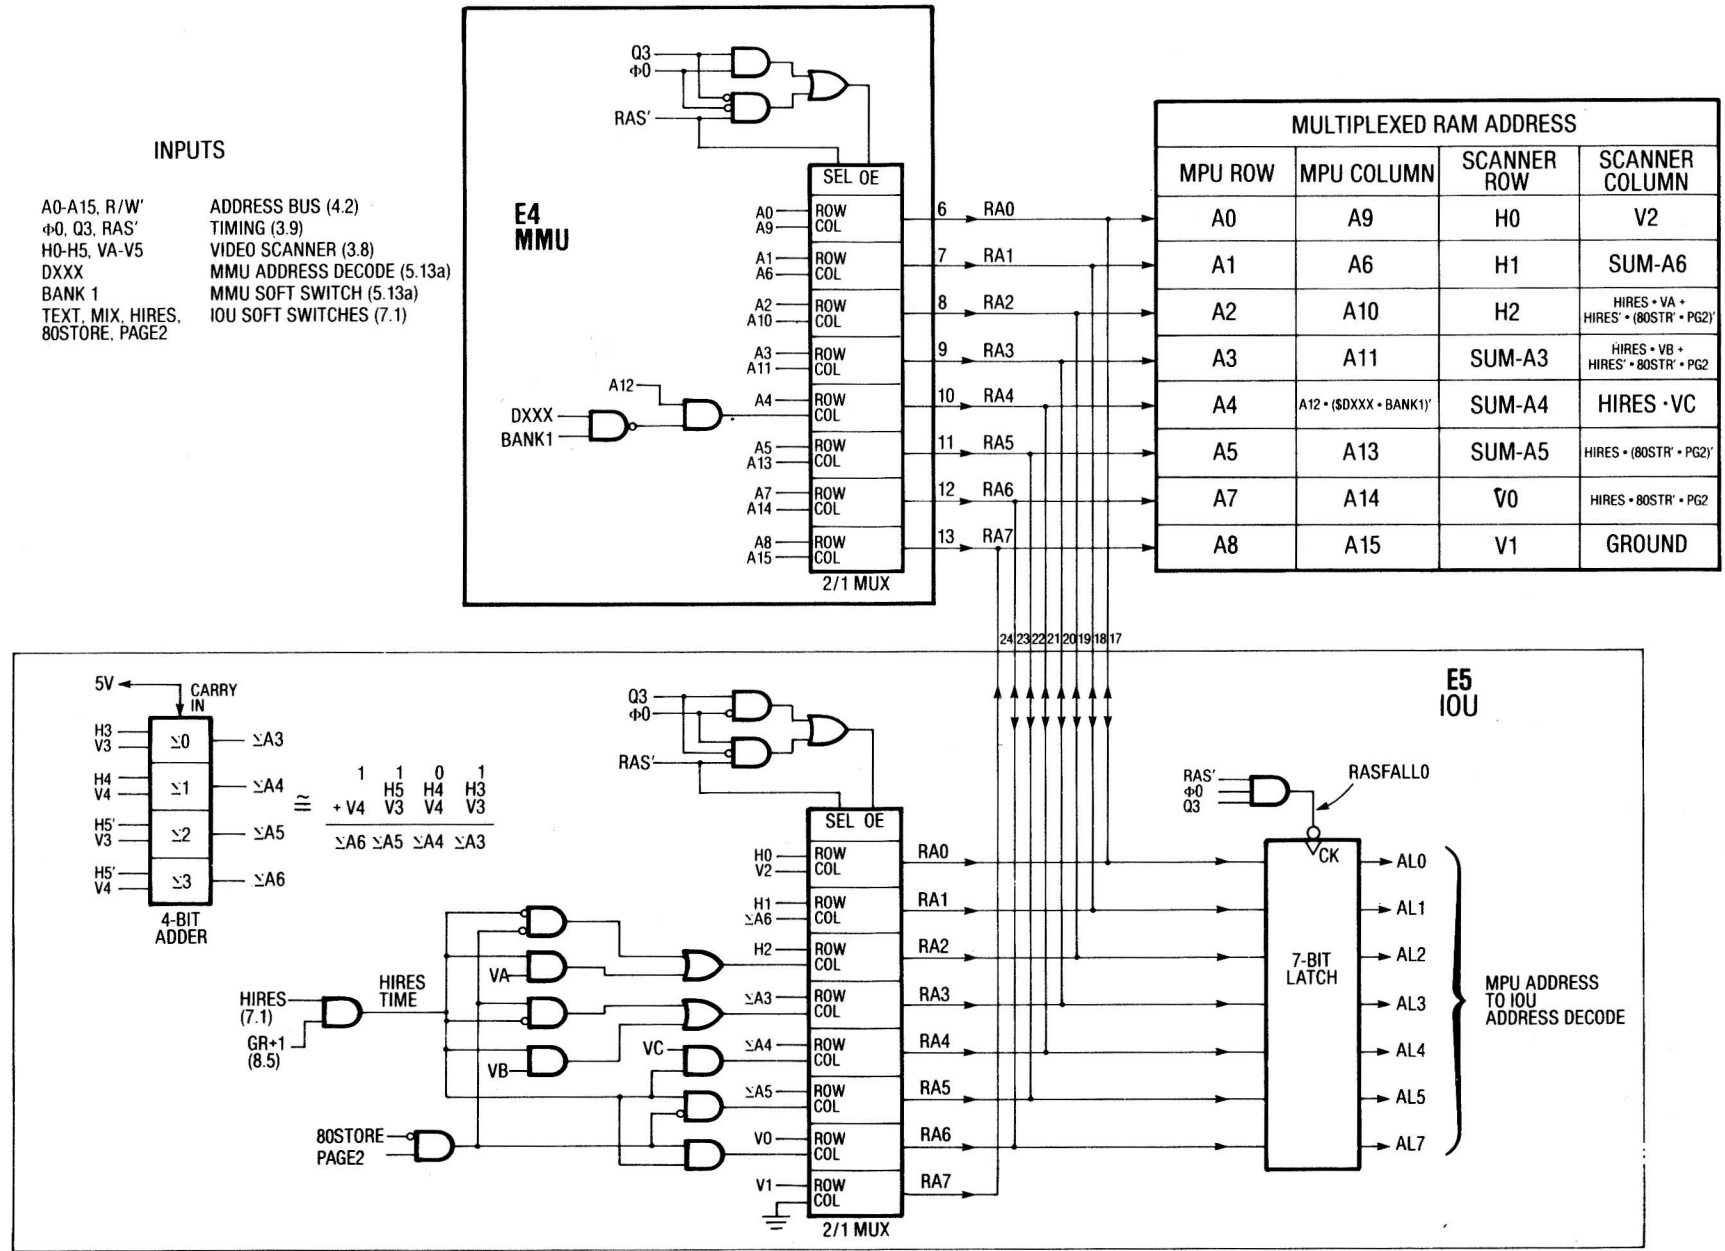 INPUTS
A0-A15, R/W' ADDRESS BUS (4.2)
Φ0, Q3, RAS' TIMING (3.9)
H0-H5, VA-V5 VIDEO SCANNER (3.8)
DXXX MMU ADDRESS DECODE (5.13a)
BANK 1 MMU SOFT SWITCH (5.13a)
TEXT, MIX, HIRES, IOU SOFT SWITCHES (7.1)
80STORE, PAGE2
E4
MMU
Q3
Φ0
RAS'
SEL OE
A0 ROW 6 RA0
A9 COL
A1 ROW 7 RA1
A6 COL
A2 ROW 8 RA2
A10 COL
A3 ROW 9 RA3
A11 COL
A12
DXXX
BANK1
A4 ROW 10 RA4
COL
A5 ROW 11 RA5
A13 COL
A7 ROW 12 RA6
A14 COL
A8 ROW 13 RA7
A15 COL
2/1 MUX
MULTIPLEXED RAM ADDRESS
MPU ROW MPU COLUMN SCANNER ROW SCANNER COLUMN
A0 A9 H0 V2
A1 A6 H1 SUM-A6
A2 A10 H2 HIRES • VA + HIRES' • (80STR' • PG2)'
A3 A11 SUM-A3 HIRES • VB + HIRES' • 80STR' • PG2
A4 A12 • ($DXXX • BANK1)' SUM-A4 HIRES • VC
A5 A13 SUM-A5 HIRES • (80STR' • PG2)'
A7 A14 V0 HIRES • 80STR' • PG2
A8 A15 V1 GROUND
24 23 22 21 20 19 18 17
E5
IOU
5V
CARRY
IN
H3
V3 Σ0 ΣA3
H4
V4 Σ1 ΣA4
H5'
V3 Σ2 ΣA5
H5'
V4 Σ3 ΣA6
4-BIT
ADDER
≅
1 1 0 1
H5 H4 H3
+ V4 V3 V4 V3
ΣA6 ΣA5 ΣA4 ΣA3
Q3
Φ0
RAS'
SEL OE
H0 ROW RA0
V2 COL
H1 ROW RA1
ΣA6 COL
H2 ROW RA2
COL
ΣA3 ROW RA3
COL
ΣA4 ROW RA4
COL
ΣA5 ROW RA5
COL
V0 ROW RA6
COL
V1 ROW RA7
COL
2/1 MUX
HIRES
(7.1)
GR+1
(8.5)
HIRES
TIME
VA
VB
VC
80STORE
PAGE2
RAS'
Φ0
Q3
RASFALL0
CK
7-BIT
LATCH
AL0
AL1
AL2
AL3
AL4
AL5
AL7
MPU ADDRESS
TO IOU
ADDRESS DECODE